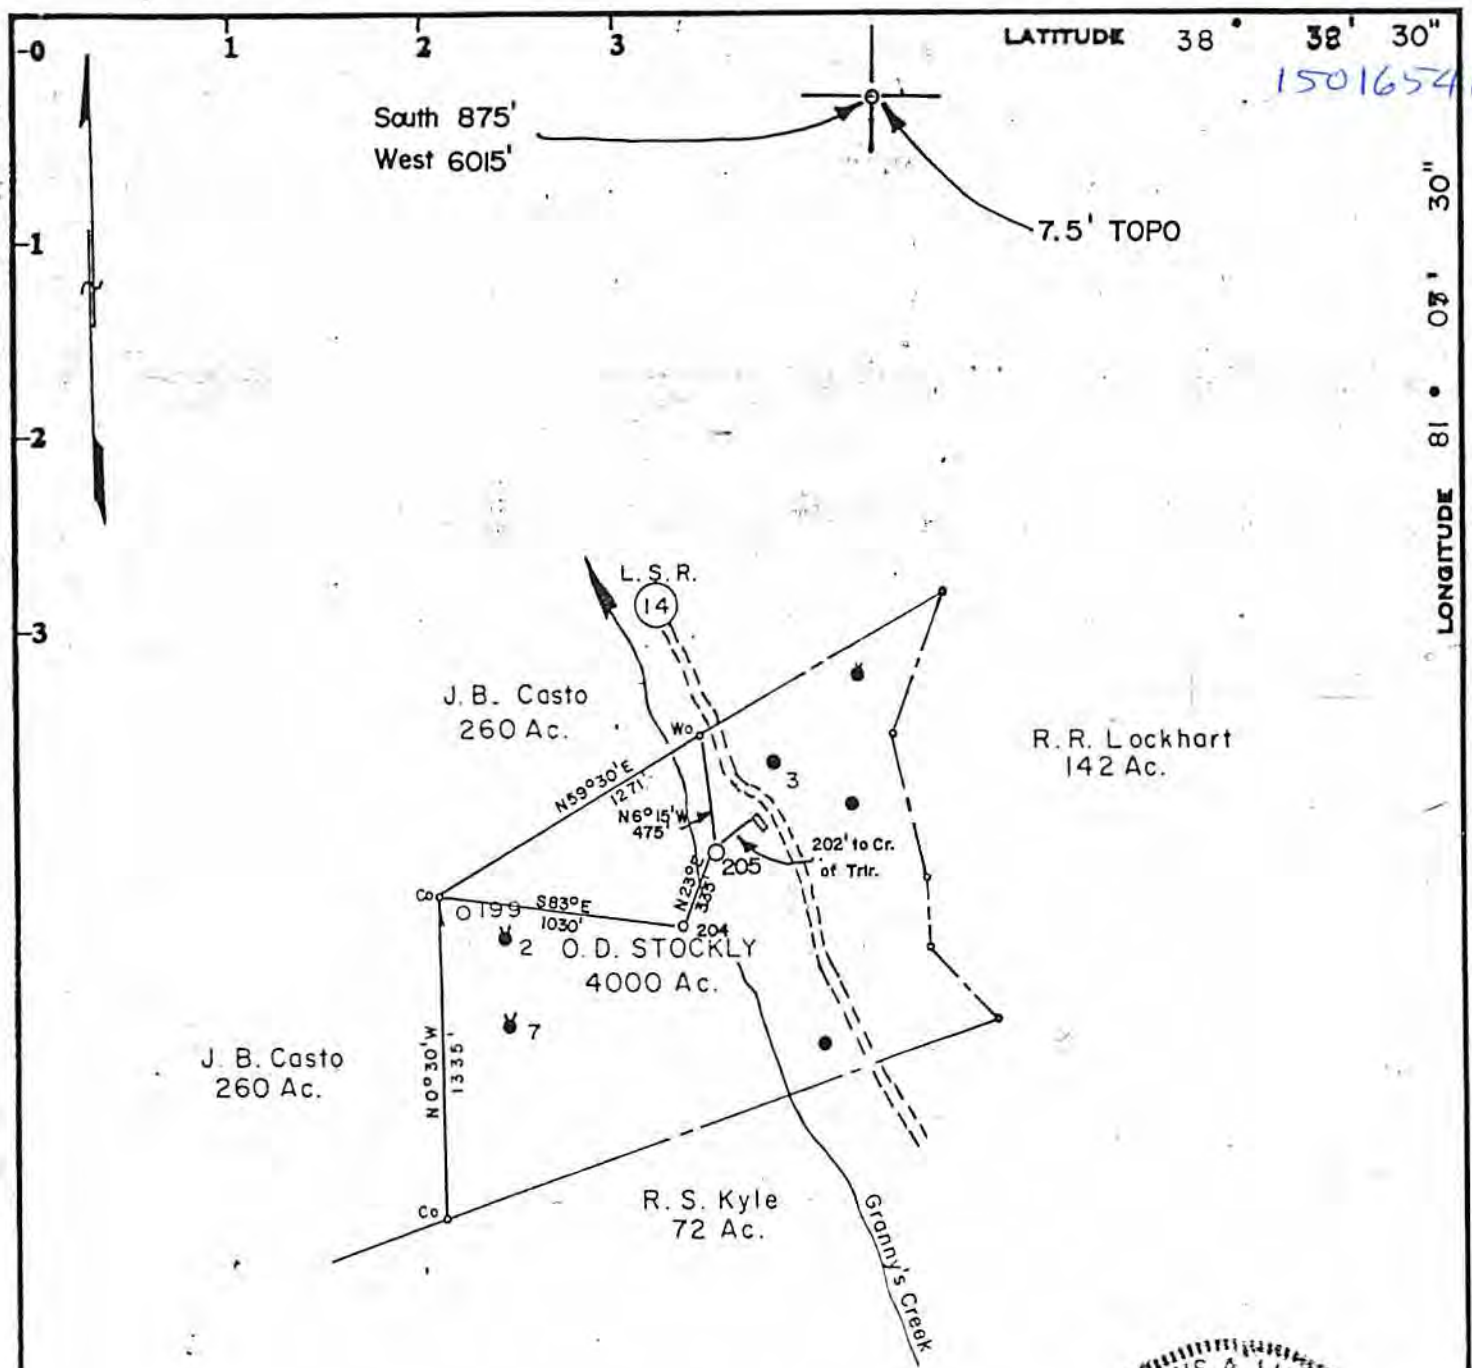 0 1 2 3 LATITUDE 38° 38' 30"
1501654
South 875'
West 6015'
30"
7.5' TOPO
1
LONGITUDE 81° 03'
2
L. S. R.
14
3
J. B. Casto
260 Ac.
Wo
R. R. Lockhart
142 Ac.
3
N59°30'E
1271'
N6°15'W
475'
202' to Cr.
of Trlr.
205
N23°E
335'
Co
199
S83°E
1030'
204
2
O. D. STOCKLY
4000 Ac.
7
J. B. Casto
260 Ac.
N0°30'W
1335'
Co
R. S. Kyle
72 Ac.
Granny's Creek